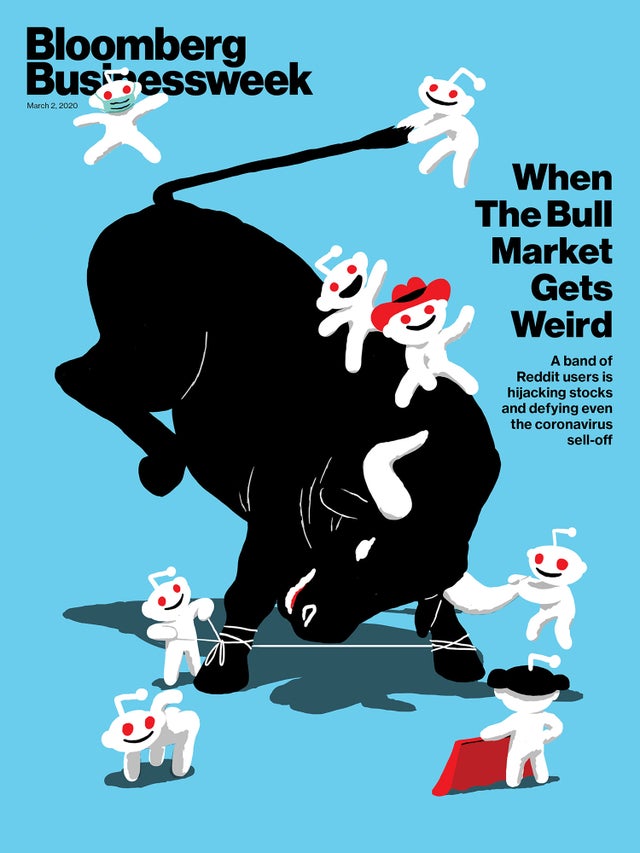 Bloomberg
Businessweek
March 2, 2020
When
The Bull
Market
Gets
Weird
A band of
Reddit users is
hijacking stocks
and defying even
the coronavirus
sell-off